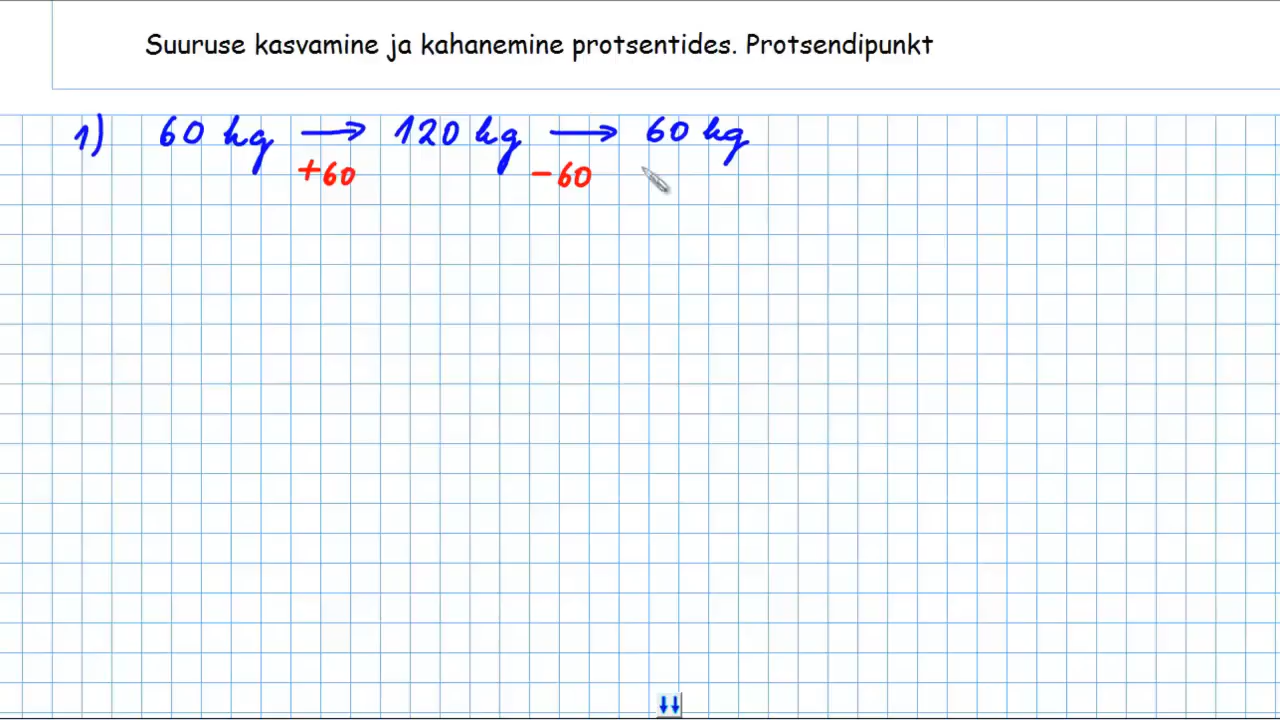 Suuruse kasvamine ja kahanemine protsentides. Protsendipunkt
1) 60 kg → 120 kg → 60 kg
+60 −60